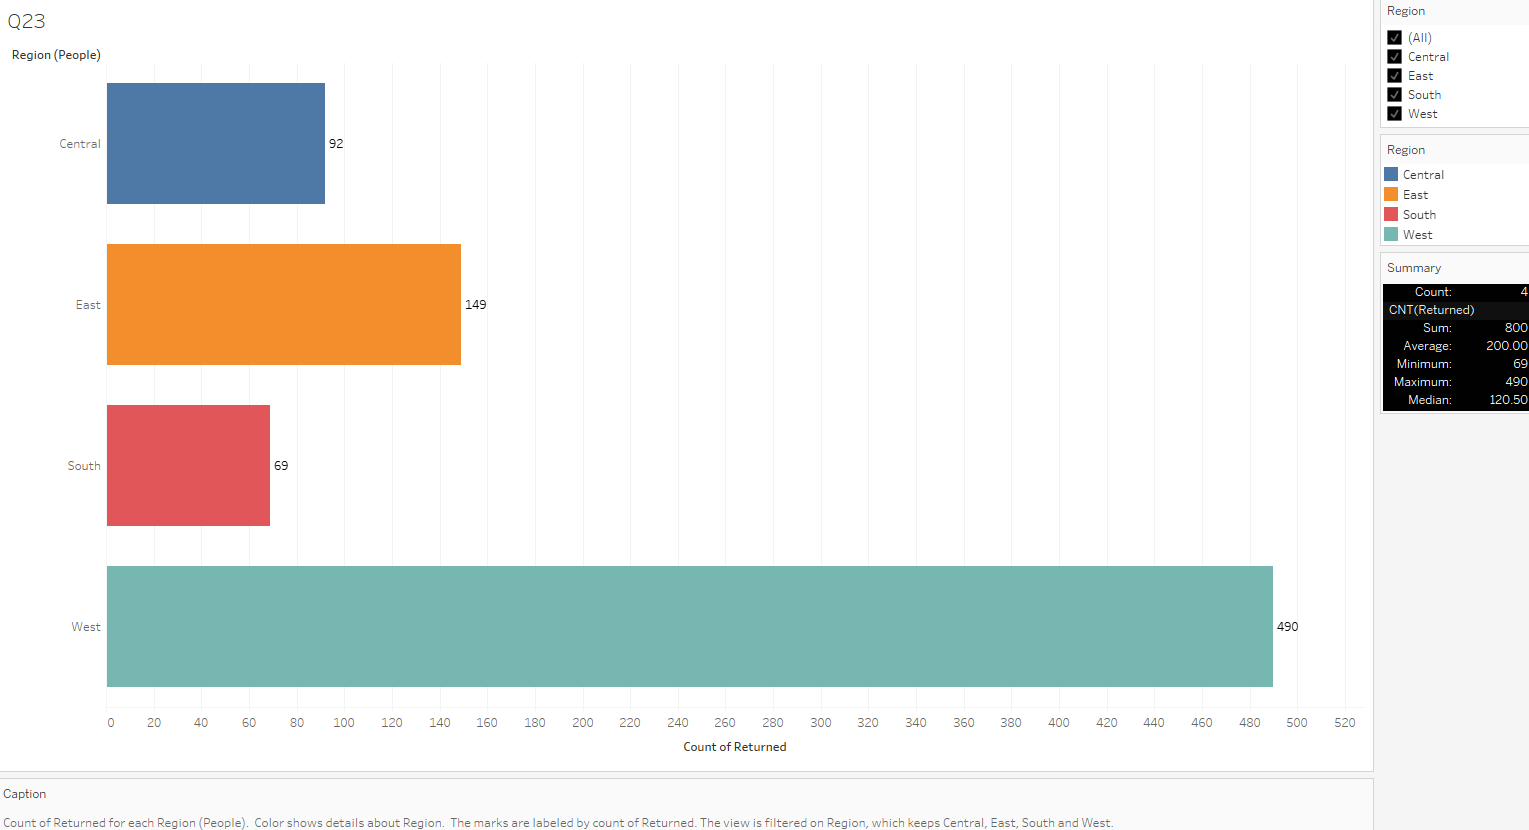 Q23
Region (People)
Central
92
East
149
South
69
West
490
0 20 40 60 80 100 120 140 160 180 200 220 240 260 280 300 320 340 360 380 400 420 440 460 480 500 520
Count of Returned
Region
(All)
Central
East
South
West
Region
Central
East
South
West
Summary
Count: 4
CNT(Returned)
Sum: 800
Average: 200.00
Minimum: 69
Maximum: 490
Median: 120.50
Caption
Count of Returned for each Region (People). Color shows details about Region. The marks are labeled by count of Returned. The view is filtered on Region, which keeps Central, East, South and West.